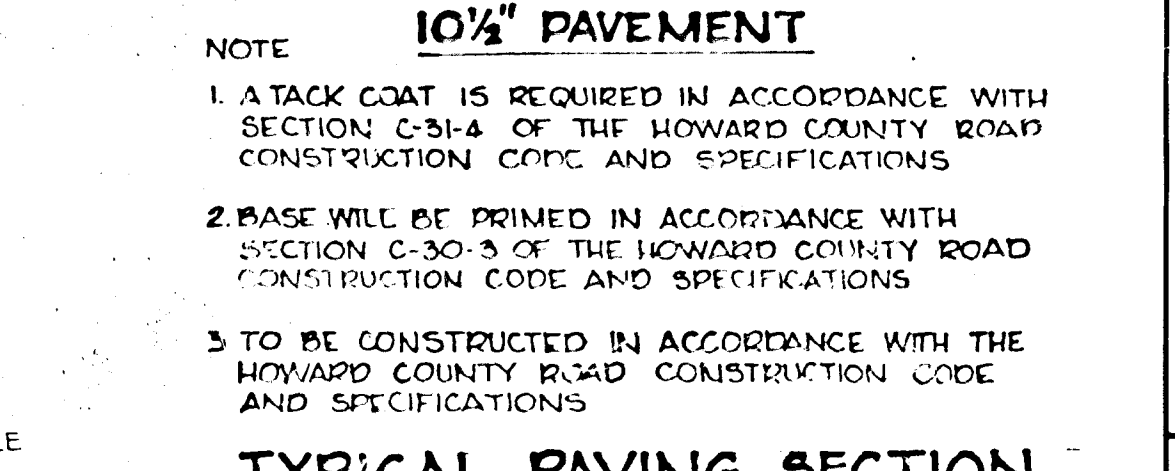 10½" PAVEMENT
NOTE
1. A TACK COAT IS REQUIRED IN ACCORDANCE WITH
SECTION C-31-4 OF THE HOWARD COUNTY ROAD
CONSTRUCTION CODE AND SPECIFICATIONS
2. BASE WILL BE PRIMED IN ACCORDANCE WITH
SECTION C-30-3 OF THE HOWARD COUNTY ROAD
CONSTRUCTION CODE AND SPECIFICATIONS
3 TO BE CONSTRUCTED IN ACCORDANCE WITH THE
HOWARD COUNTY ROAD CONSTRUCTION CODE
AND SPECIFICATIONS
LE
TYPICAL PAVING SECTION